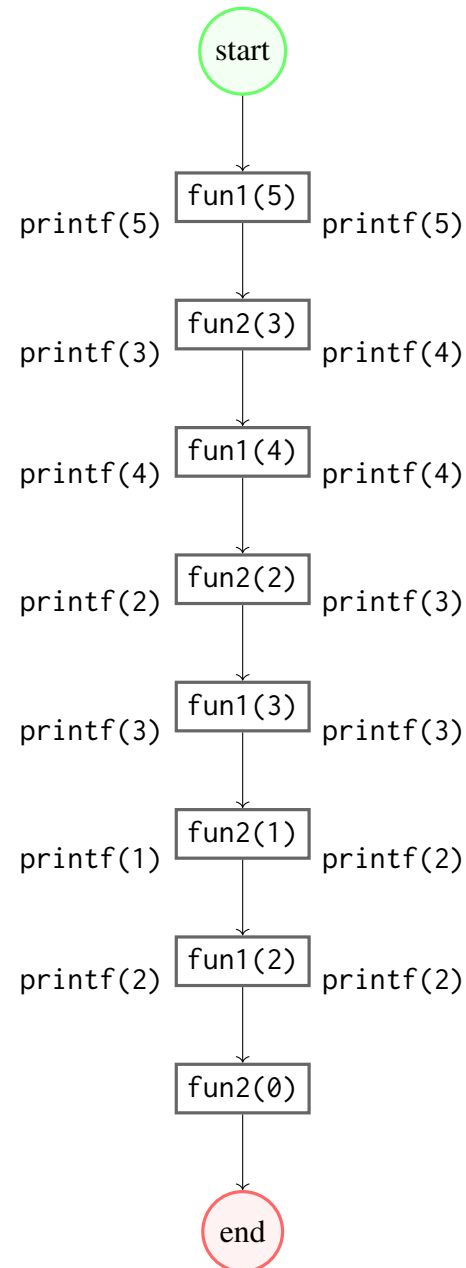 start
fun1(5)
printf(5) printf(5)
fun2(3)
printf(3) printf(4)
fun1(4)
printf(4) printf(4)
fun2(2)
printf(2) printf(3)
fun1(3)
printf(3) printf(3)
fun2(1)
printf(1) printf(2)
fun1(2)
printf(2) printf(2)
fun2(0)
end